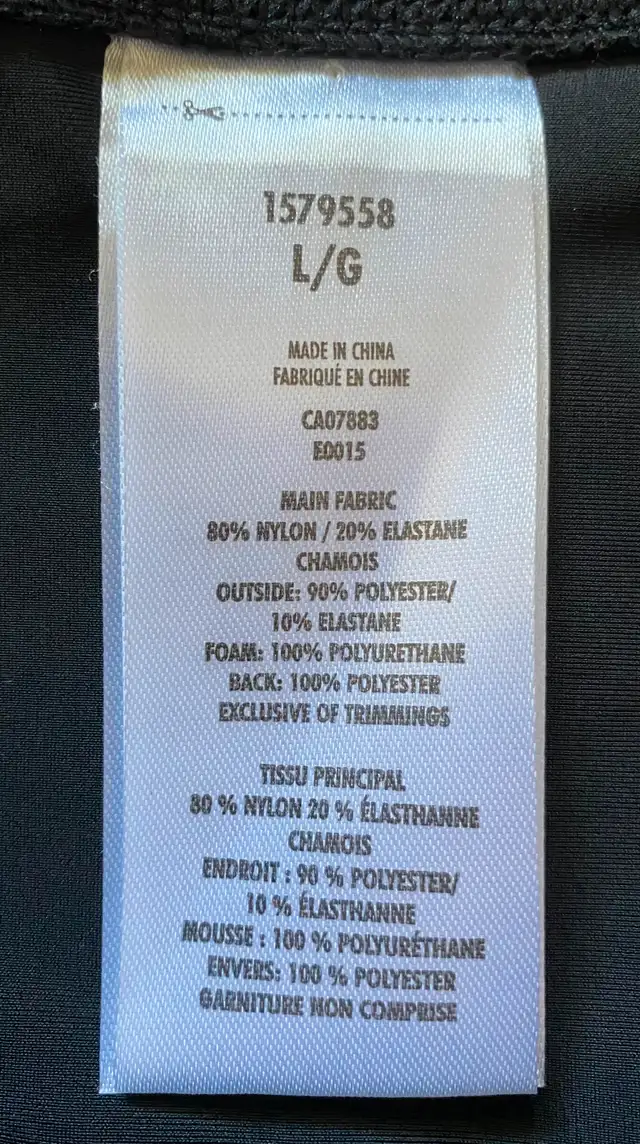 1579558
L/G
MADE IN CHINA
FABRIQUÉ EN CHINE
CA07883
E0015
MAIN FABRIC
80% NYLON / 20% ELASTANE
CHAMOIS
OUTSIDE: 90% POLYESTER/
10% ELASTANE
FOAM: 100% POLYURETHANE
BACK: 100% POLYESTER
EXCLUSIVE OF TRIMMINGS
TISSU PRINCIPAL
80 % NYLON 20 % ÉLASTHANNE
CHAMOIS
ENDROIT : 90 % POLYESTER/
10 % ÉLASTHANNE
MOUSSE : 100 % POLYURÉTHANE
ENVERS: 100 % POLYESTER
GARNITURE NON COMPRISE